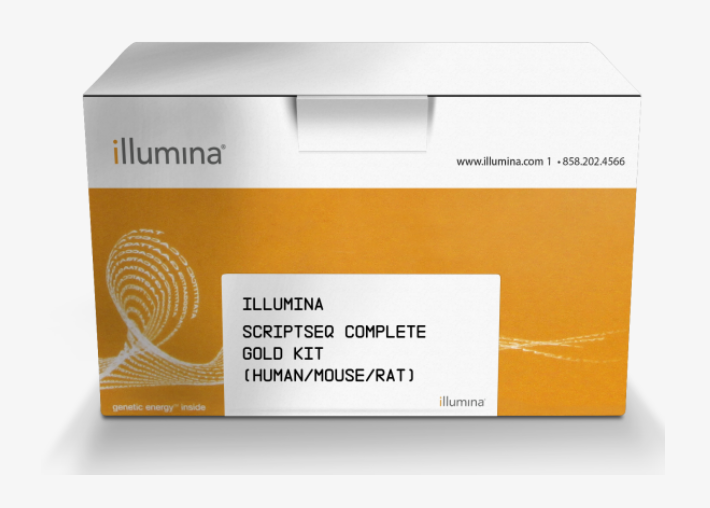 illumina®
www.illumina.com 1 •858.202.4566
ILLUMINA
SCRIPTSEQ COMPLETE
GOLD KIT
(HUMAN/MOUSE/RAT)
illumina
genetic energy™ inside